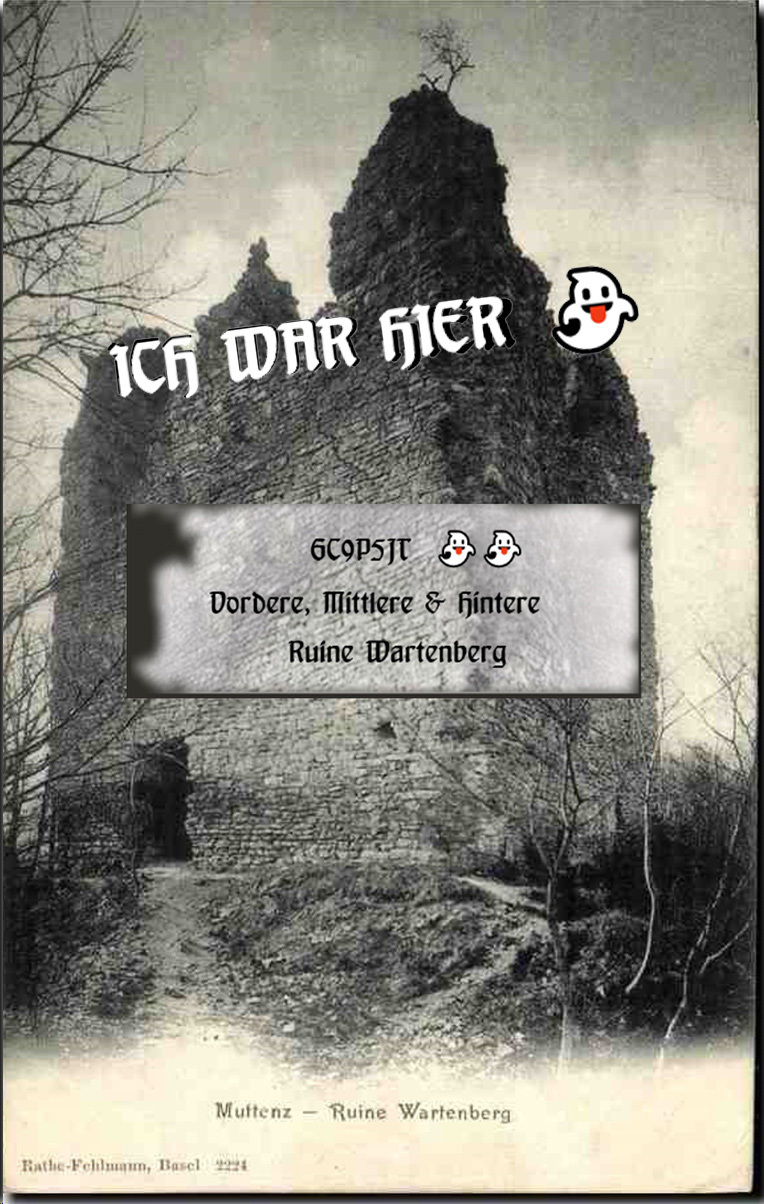 ICH WAR HIER
GC9P5JT
Vordere, Mittlere & Hintere
Ruine Wartenberg
Muttenz — Ruine Wartenberg
Rathe-Fehlmann, Basel 2224